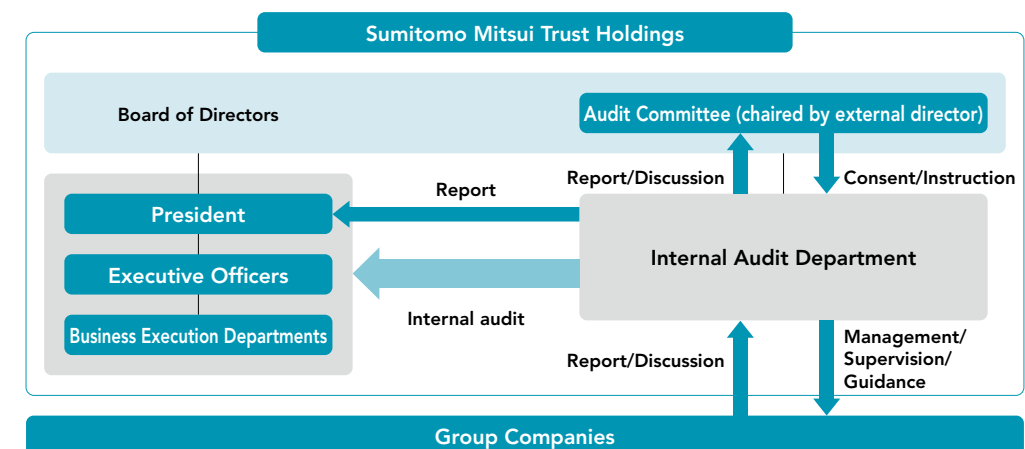 Sumitomo Mitsui Trust Holdings
Board of Directors
Audit Committee (chaired by external director)
Report
Report/Discussion
Consent/Instruction
President
Executive Officers
Business Execution Departments
Internal Audit Department
Internal audit
Report/Discussion
Management/
Supervision/
Guidance
Group Companies